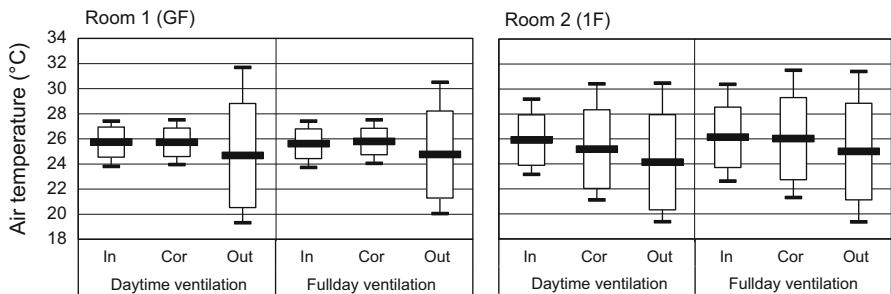 Room 1 (GF)
Room 2 (1F)
Air temperature (°C)
34
32
30
28
26
24
22
20
18
In Cor Out In Cor Out
Daytime ventilation Fullday ventilation
In Cor Out In Cor Out
Daytime ventilation Fullday ventilation